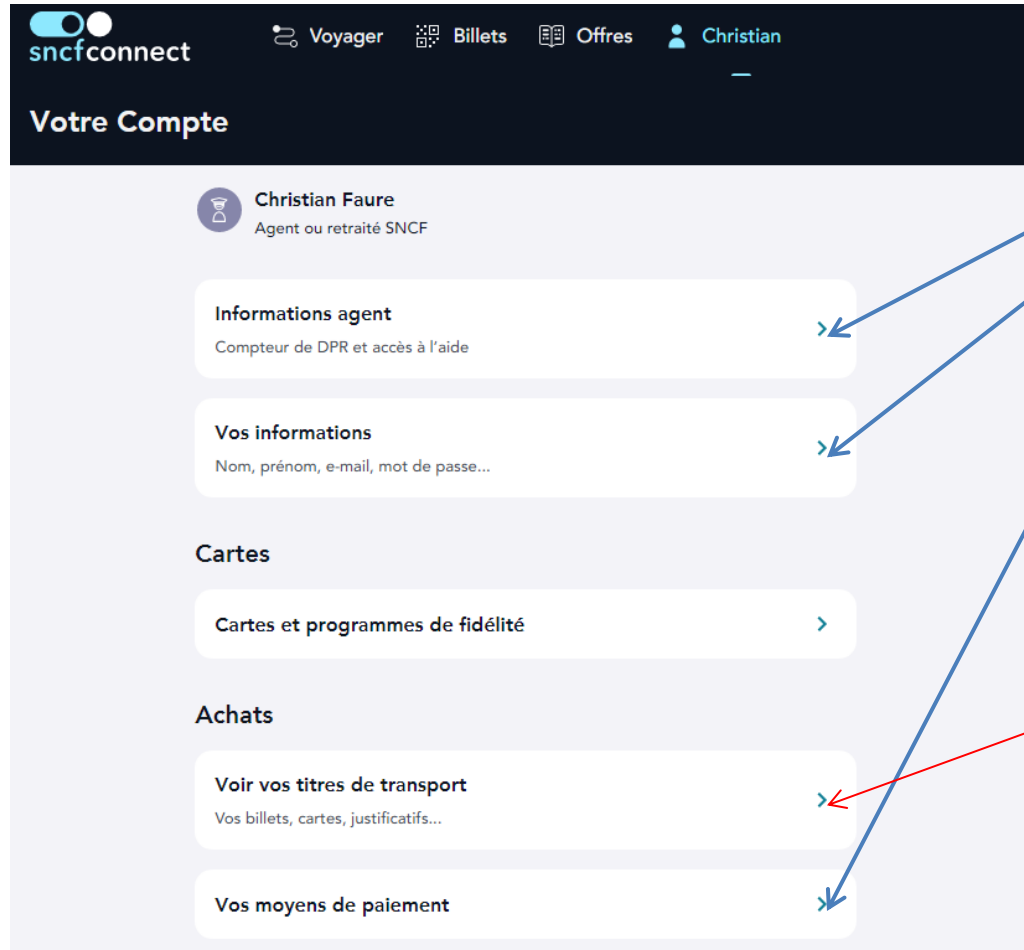 sncfconnect
Voyager
Billets
Offres
Christian
Votre Compte
Christian Faure
Agent ou retraité SNCF
Informations agent
Compteur de DPR et accès à l'aide
Vos informations
Nom, prénom, e-mail, mot de passe...
Cartes
Cartes et programmes de fidélité
Achats
Voir vos titres de transport
Vos billets, cartes, justificatifs...
Vos moyens de paiement